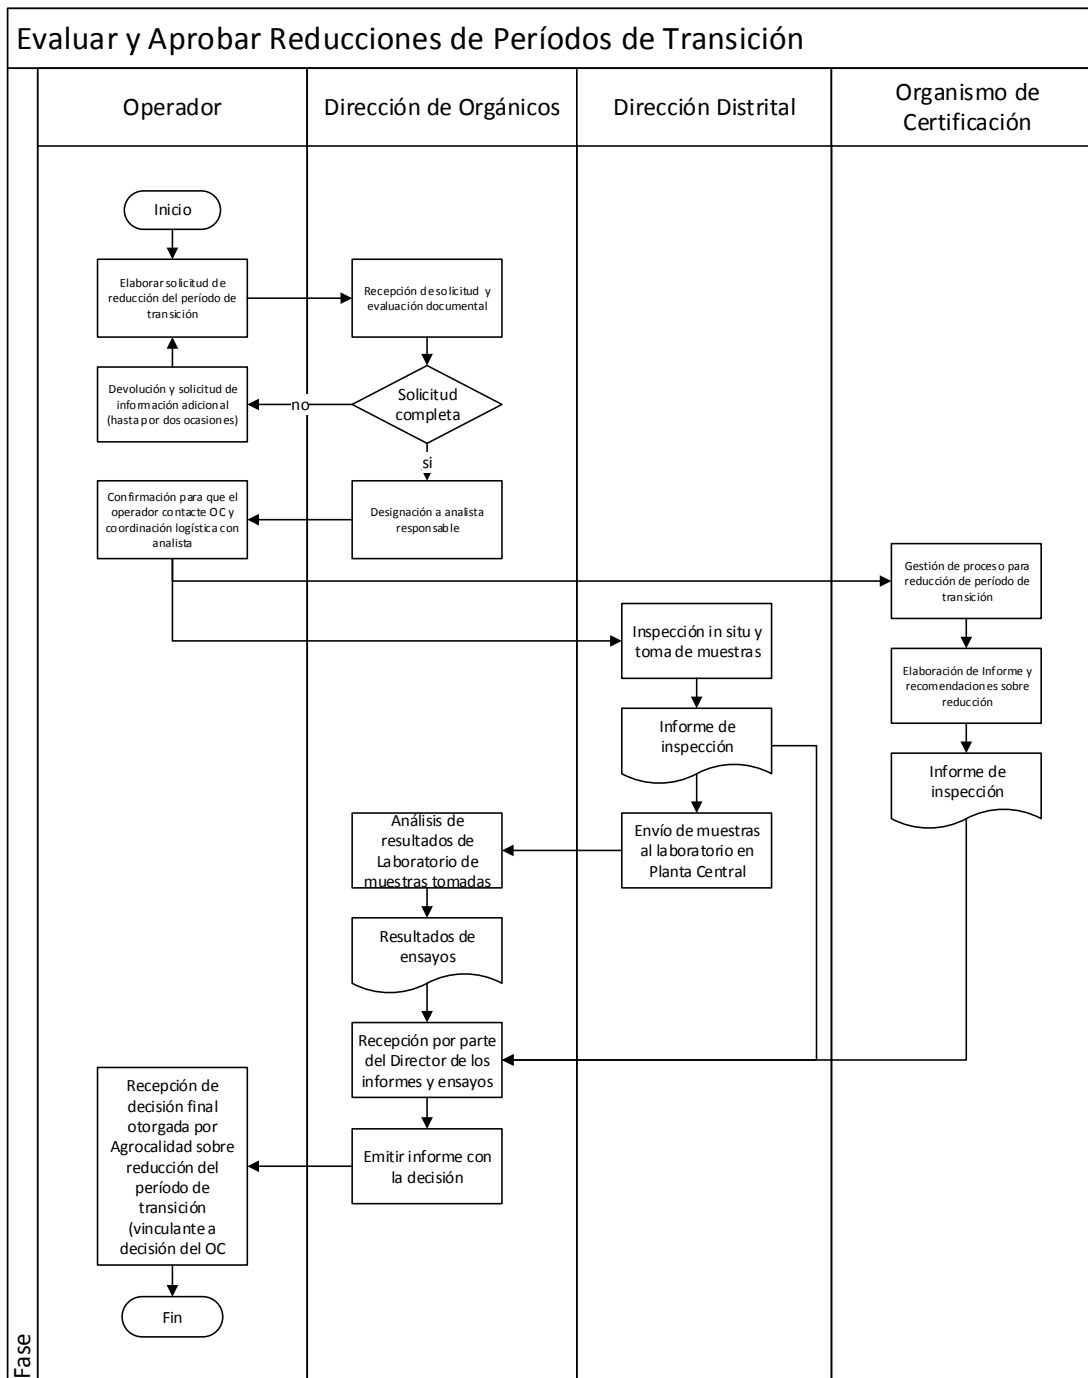 Evaluar y Aprobar Reducciones de Períodos de Transición
Operador
Dirección de Orgánicos
Dirección Distrital
Organismo de
Certificación
Inicio
Elaborar solicitud de
reducción del período de
transición
Recepción de solicitud y
evaluación documental
Devolución y solicitud de
información adicional
(hasta por dos ocasiones)
no
Solicitud
completa
si
Confirmación para que el
operador contacte OC y
coordinación logística con
analista
Designación a analista
responsable
Gestión de proceso para
reducción de período de
transición
Inspección in situ y
toma de muestras
Elaboración de Informe y
recomendaciones sobre
reducción
Informe de
inspección
Informe de
inspección
Análisis de
resultados de
Laboratorio de
muestras tomadas
Envío de muestras
al laboratorio en
Planta Central
Resultados de
ensayos
Recepción por parte
del Director de los
informes y ensayos
Recepción de
decisión final
otorgada por
Agrocalidad sobre
reducción del
período de
transición
(vinculante a
decisión del OC
Emitir informe con
la decisión
Fin
Fase